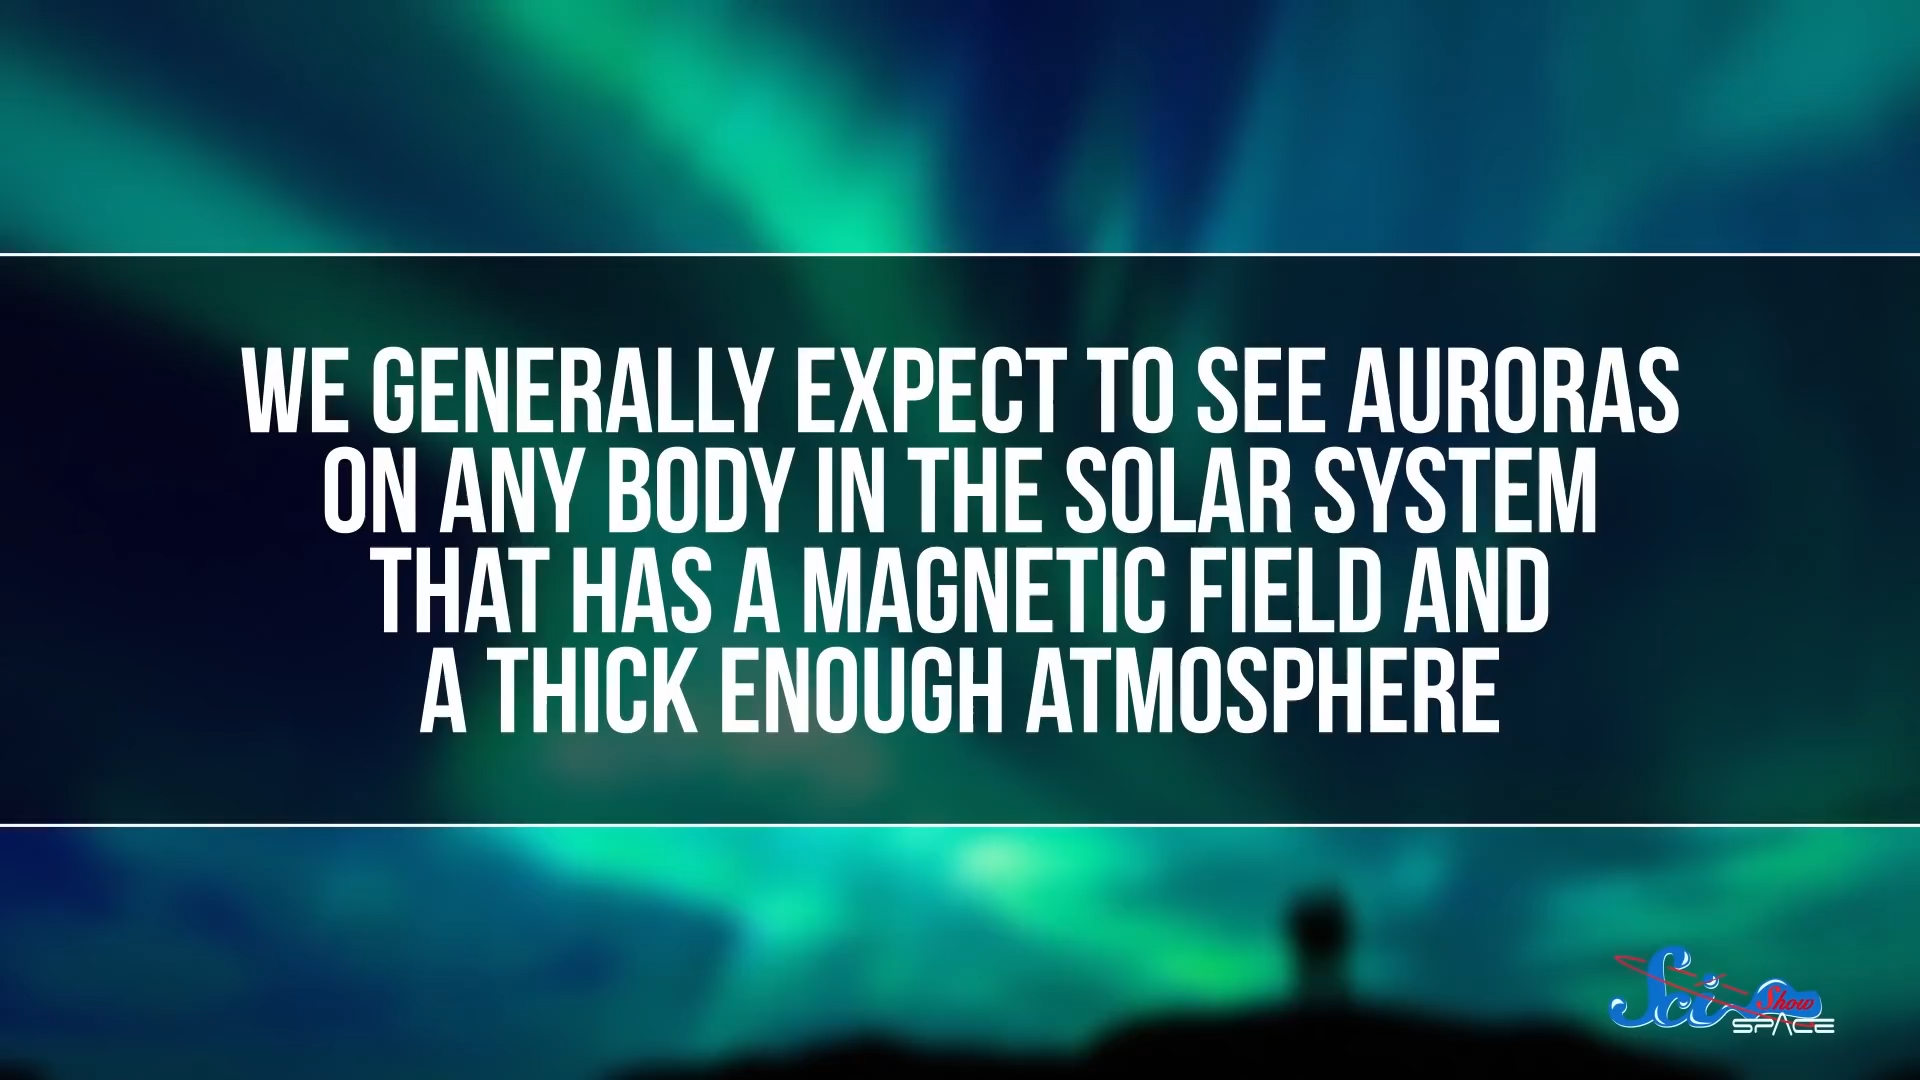 WE GENERALLY EXPECT TO SEE AURORAS
ON ANY BODY IN THE SOLAR SYSTEM
THAT HAS A MAGNETIC FIELD AND
A THICK ENOUGH ATMOSPHERE
Sci Show
SPACE